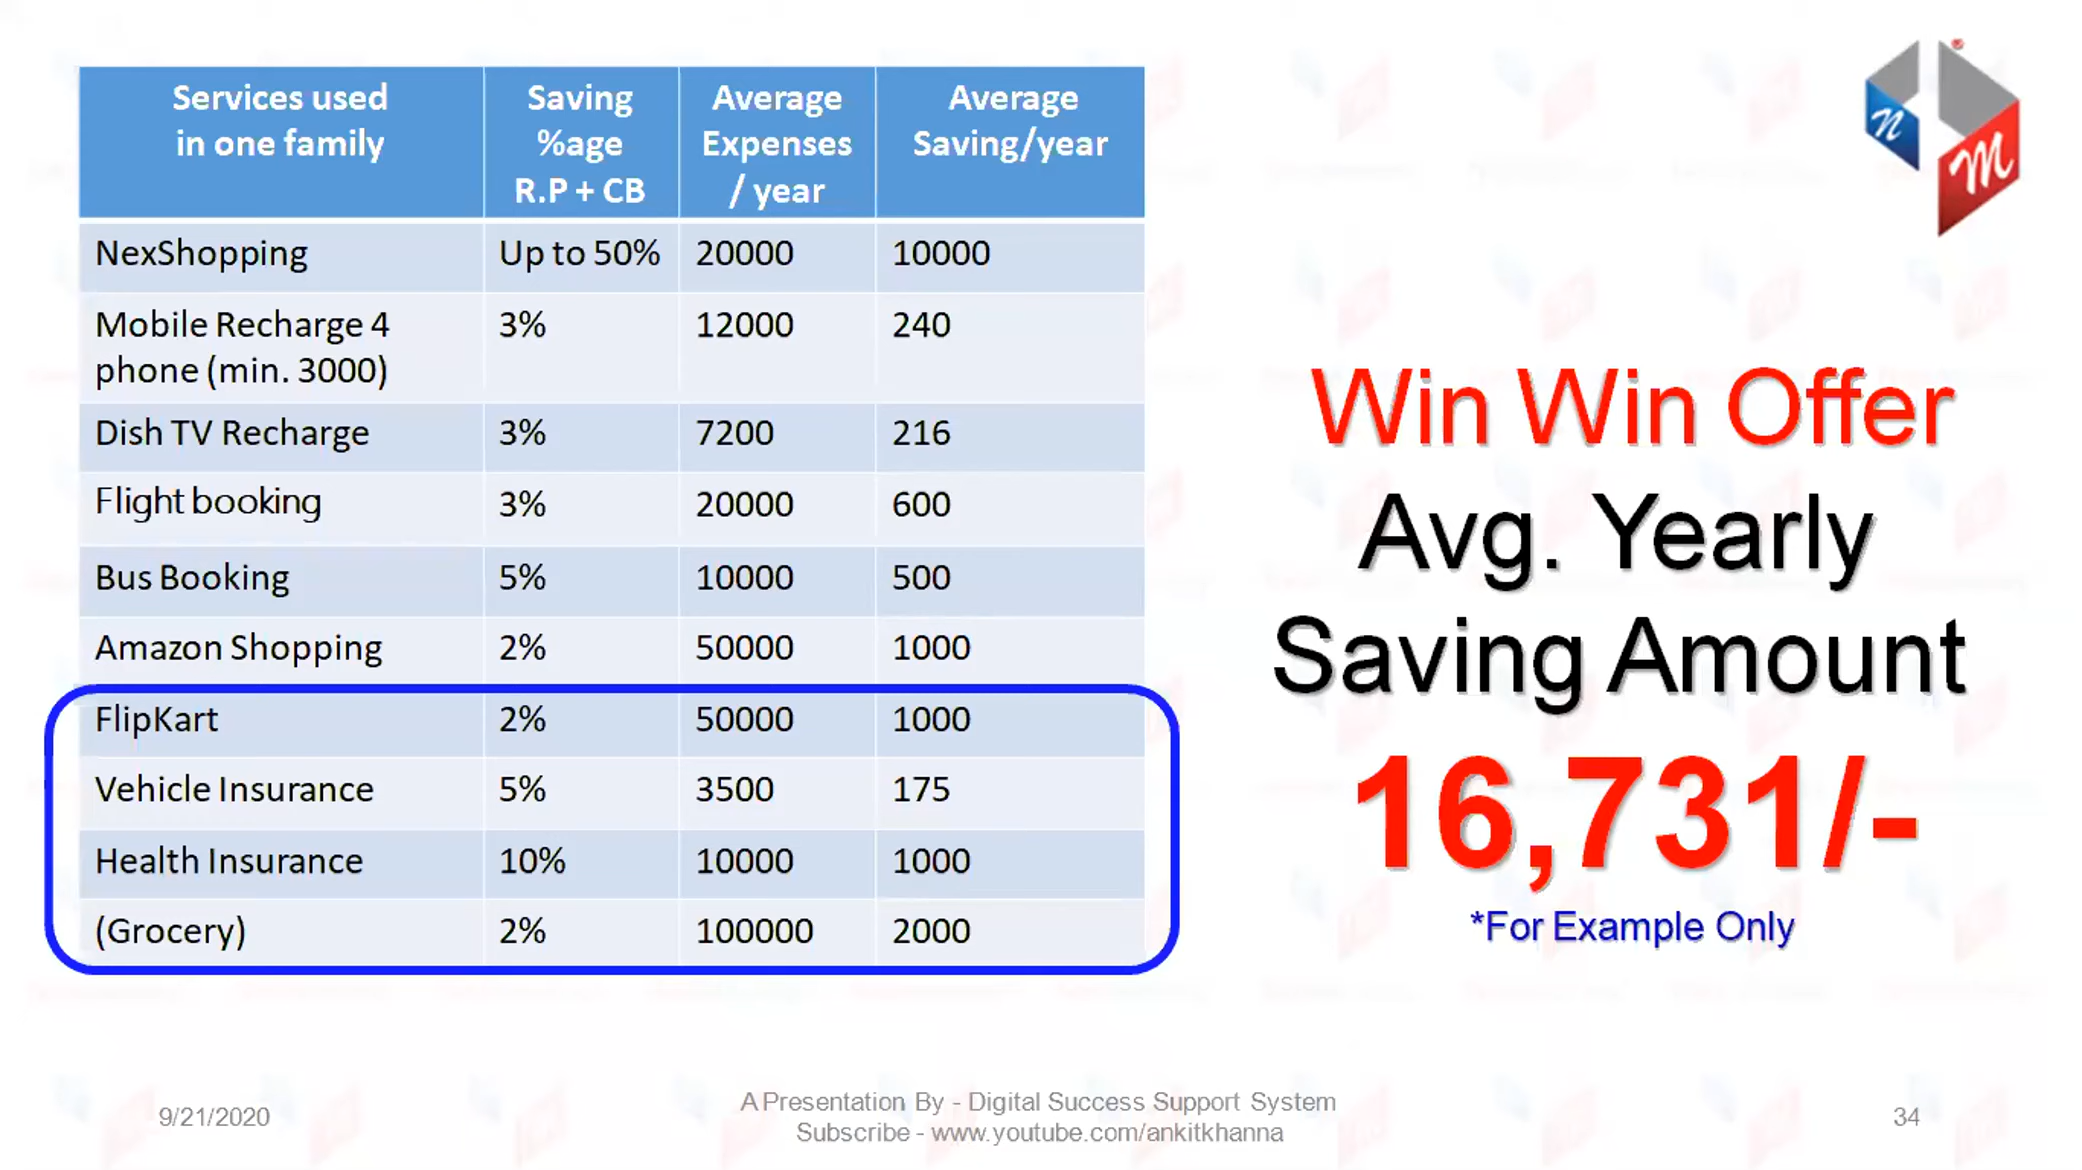 Services used
in one family
Saving
%age
R.P + CB
Average
Expenses
/ year
Average
Saving/year
NexShopping
Up to 50%
20000
10000
Mobile Recharge 4
phone (min. 3000)
3%
12000
240
Dish TV Recharge
3%
7200
216
Flight booking
3%
20000
600
Bus Booking
5%
10000
500
Amazon Shopping
2%
50000
1000
FlipKart
2%
50000
1000
Vehicle Insurance
5%
3500
175
Health Insurance
10%
10000
1000
(Grocery)
2%
100000
2000
n
M
Win Win Offer
Avg. Yearly
Saving Amount
16,731/-
*For Example Only
9/21/2020
A Presentation By - Digital Success Support System
Subscribe - www.youtube.com/ankitkhanna
34